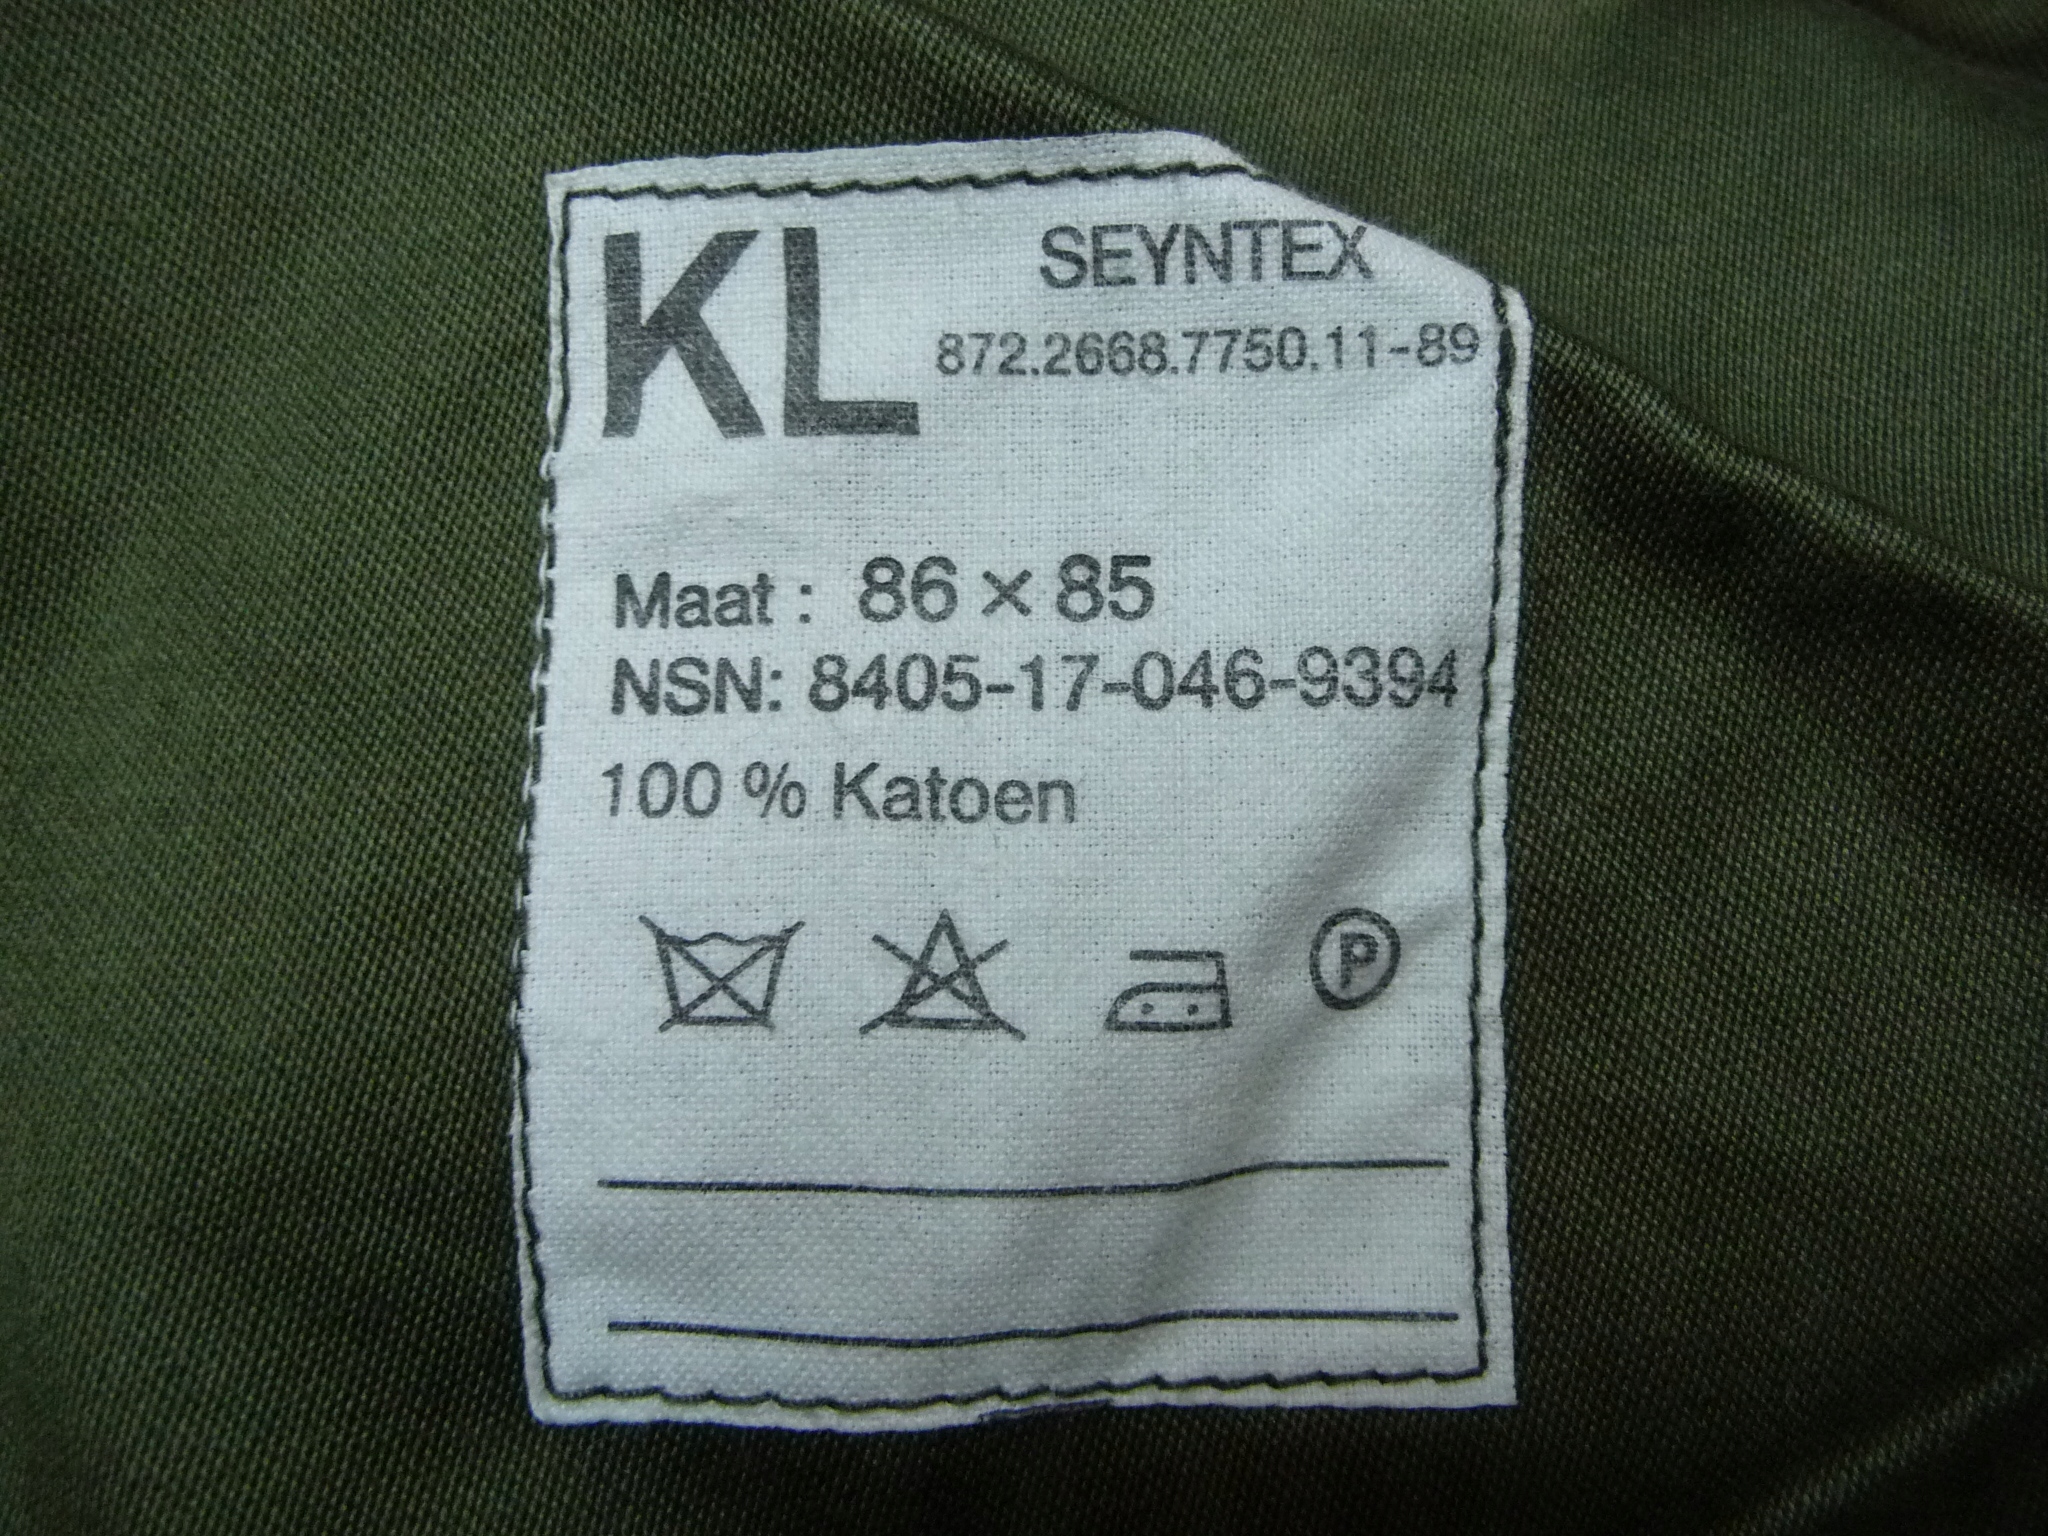 KL SEYNTEX
872.2668.7750.11-89
Maat : 86 × 85
NSN: 8405-17-046-9394
100 % Katoen
P